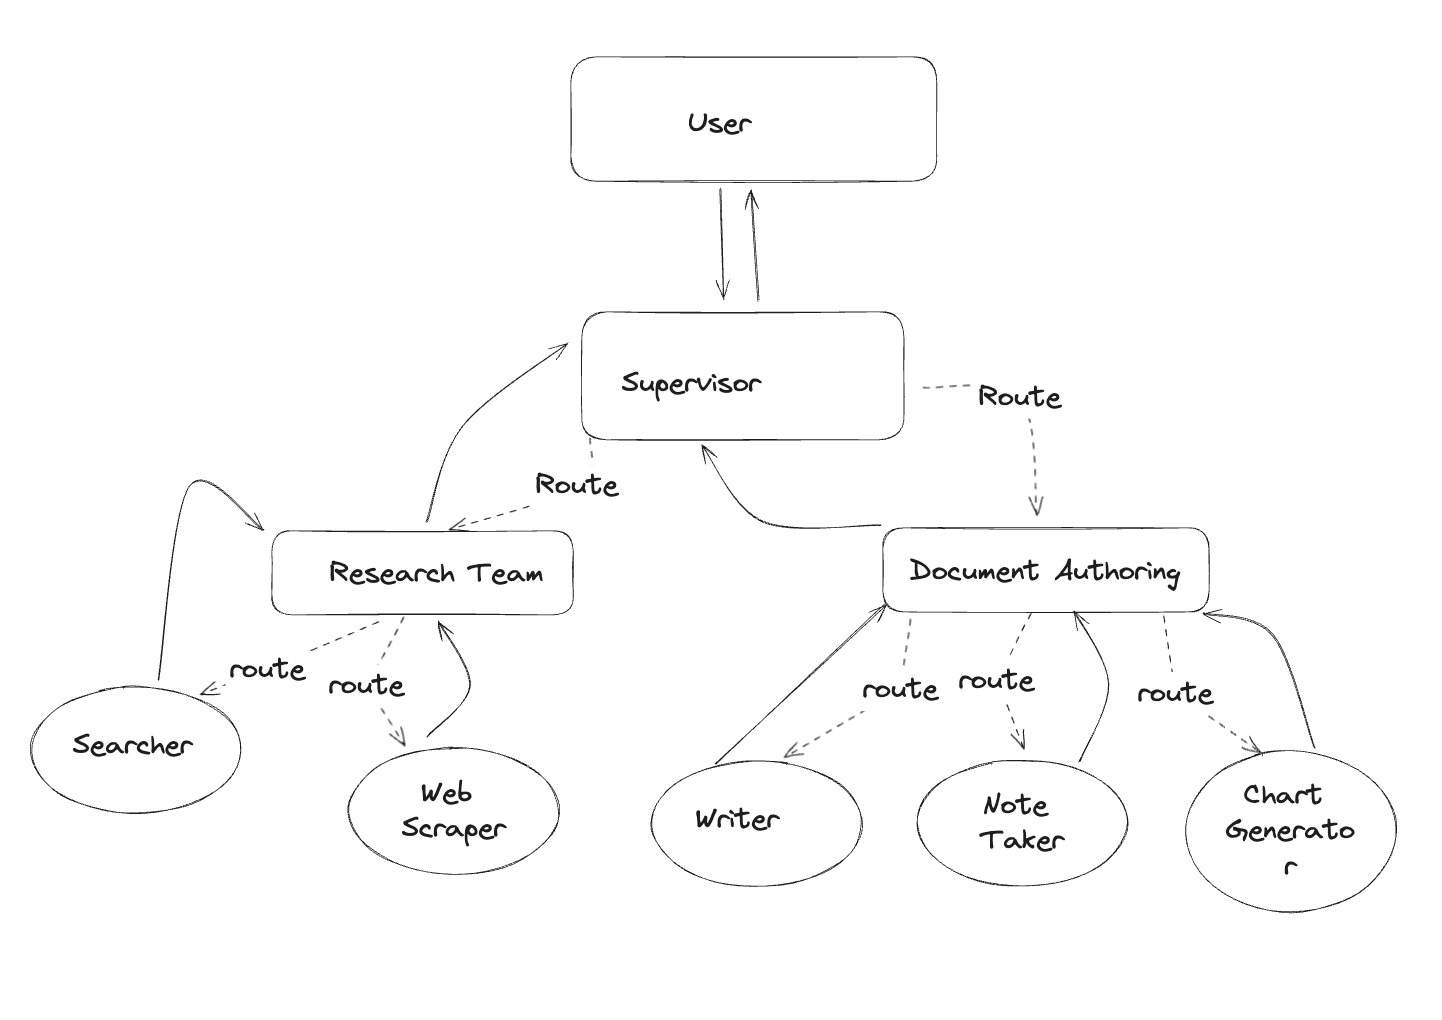 User
Supervisor
Route
Route
Research Team
Document Authoring
route
route
route
route
route
Searcher
Web
Scraper
Writer
Note
Taker
Chart
Generato
r